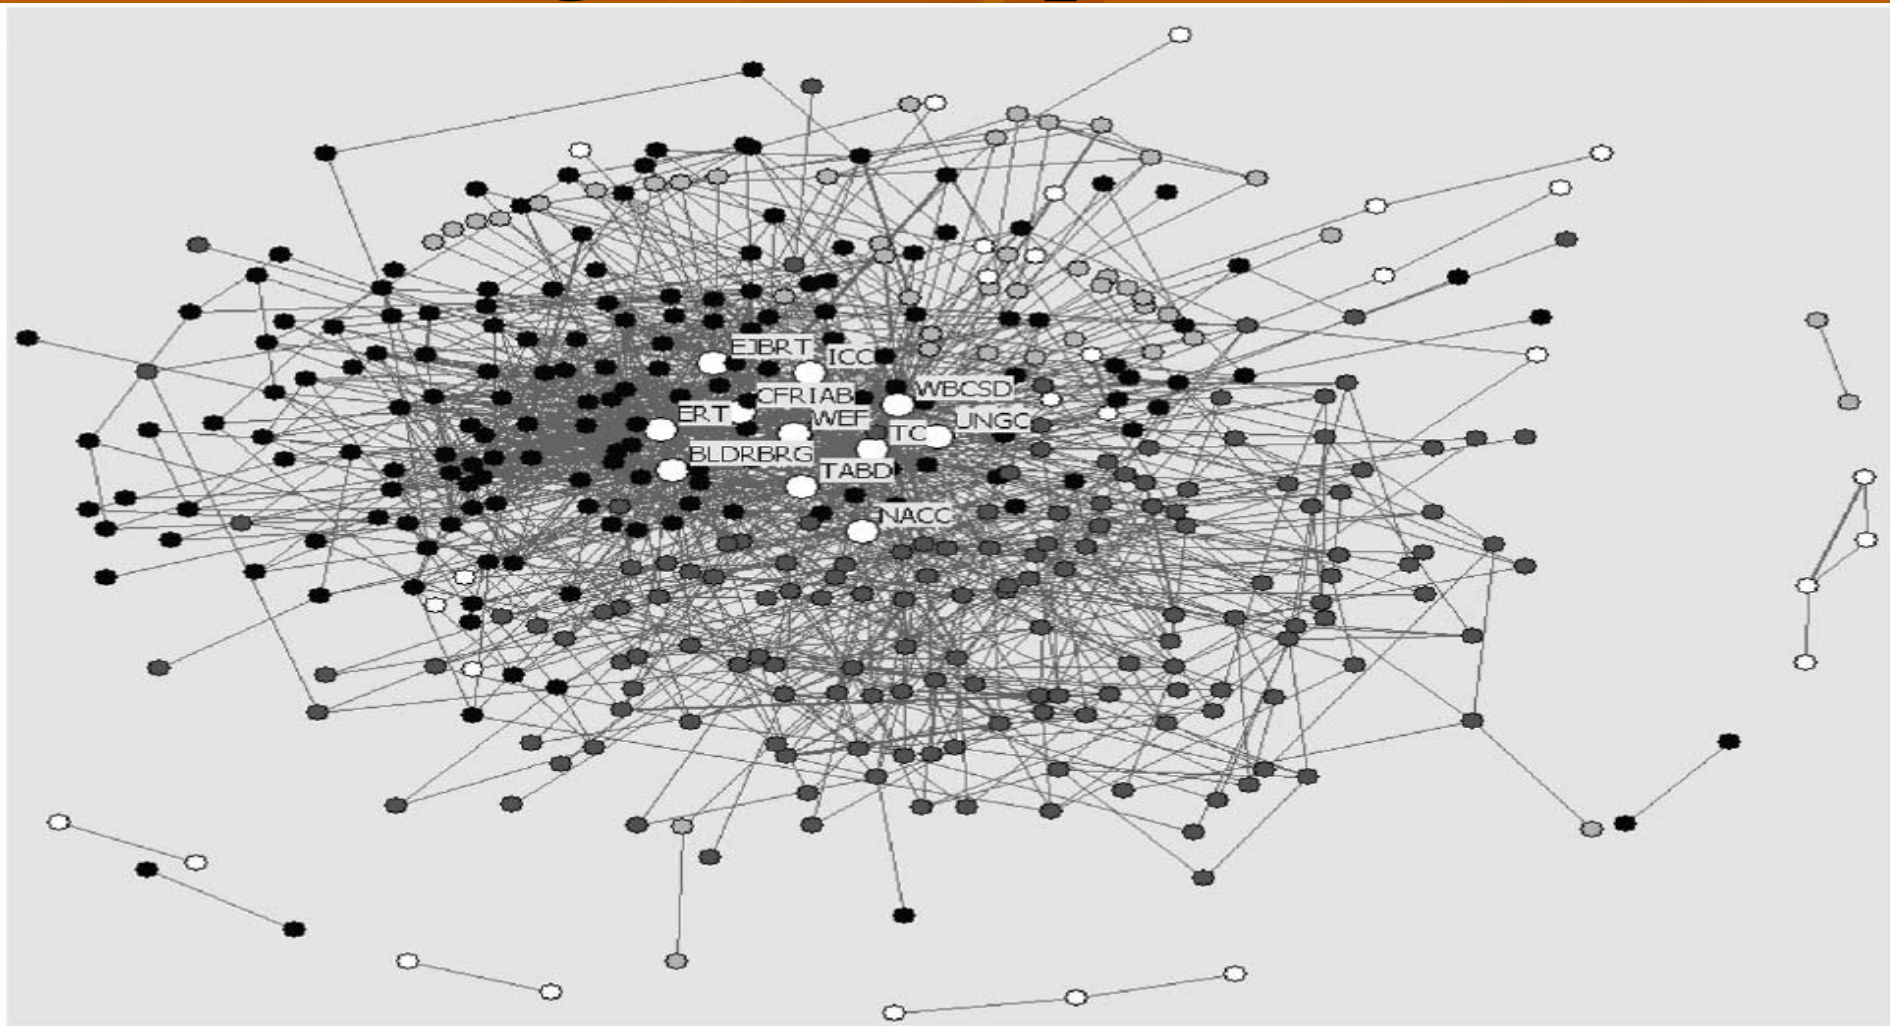 EJBRT
ICC
CFRIAB
WBCSD
ERT
WEF
UNGC
TC
BLDRBRG
TABD
NACC